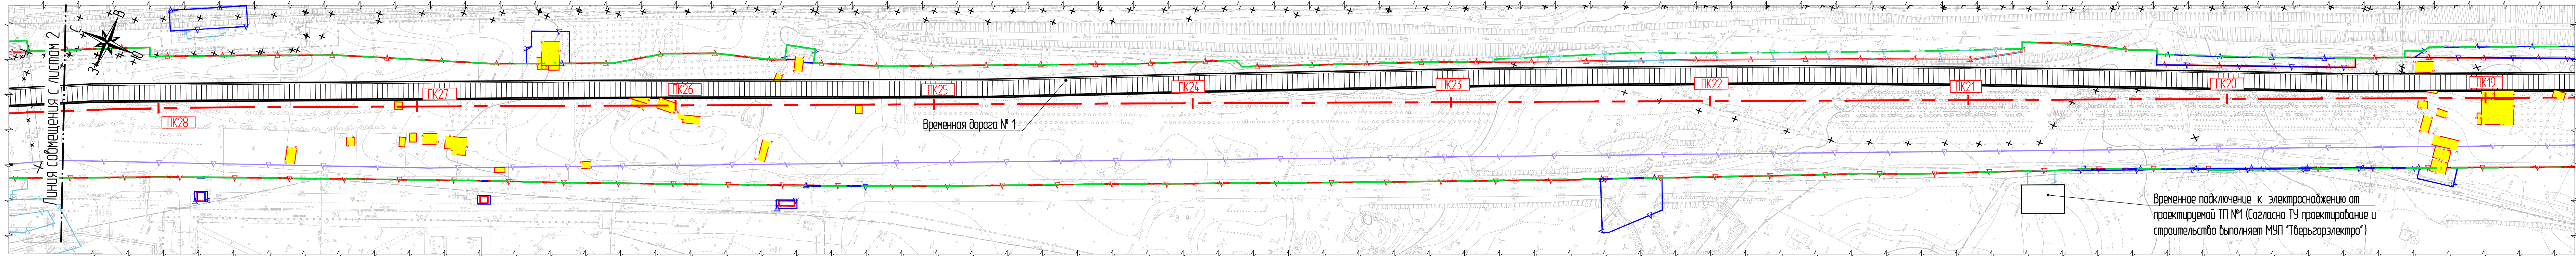 Линия совмещения с листом 2
С
В
Ю
З
ПК28
ПК27
ПК26
ПК25
ПК24
ПК23
ПК22
ПК21
ПК20
ПК19
Временная дорога № 1
Временное подключение к электроснабжению от
проектируемой ТП №1 (Согласно ТУ проектирование и
строительство выполняет МУП "Тверьгорэлектро")